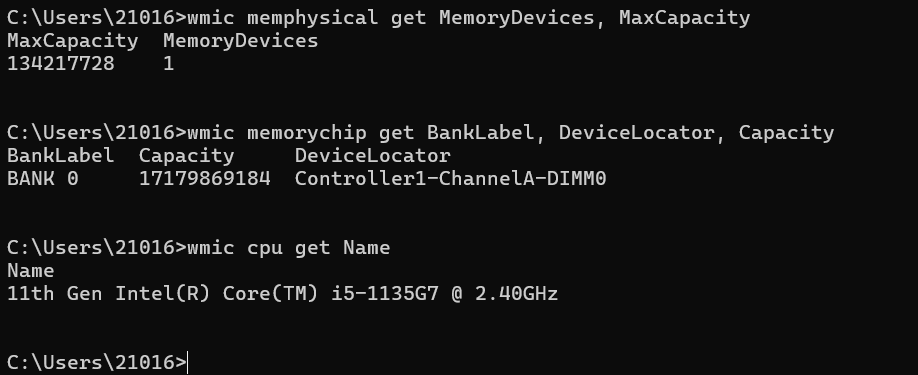 C:\Users\21016>wmic memphysical get MemoryDevices, MaxCapacity
MaxCapacity  MemoryDevices
134217728    1
C:\Users\21016>wmic memorychip get BankLabel, DeviceLocator, Capacity
BankLabel  Capacity     DeviceLocator
BANK 0     17179869184  Controller1-ChannelA-DIMM0
C:\Users\21016>wmic cpu get Name
Name
11th Gen Intel(R) Core(TM) i5-1135G7 @ 2.40GHz
C:\Users\21016>